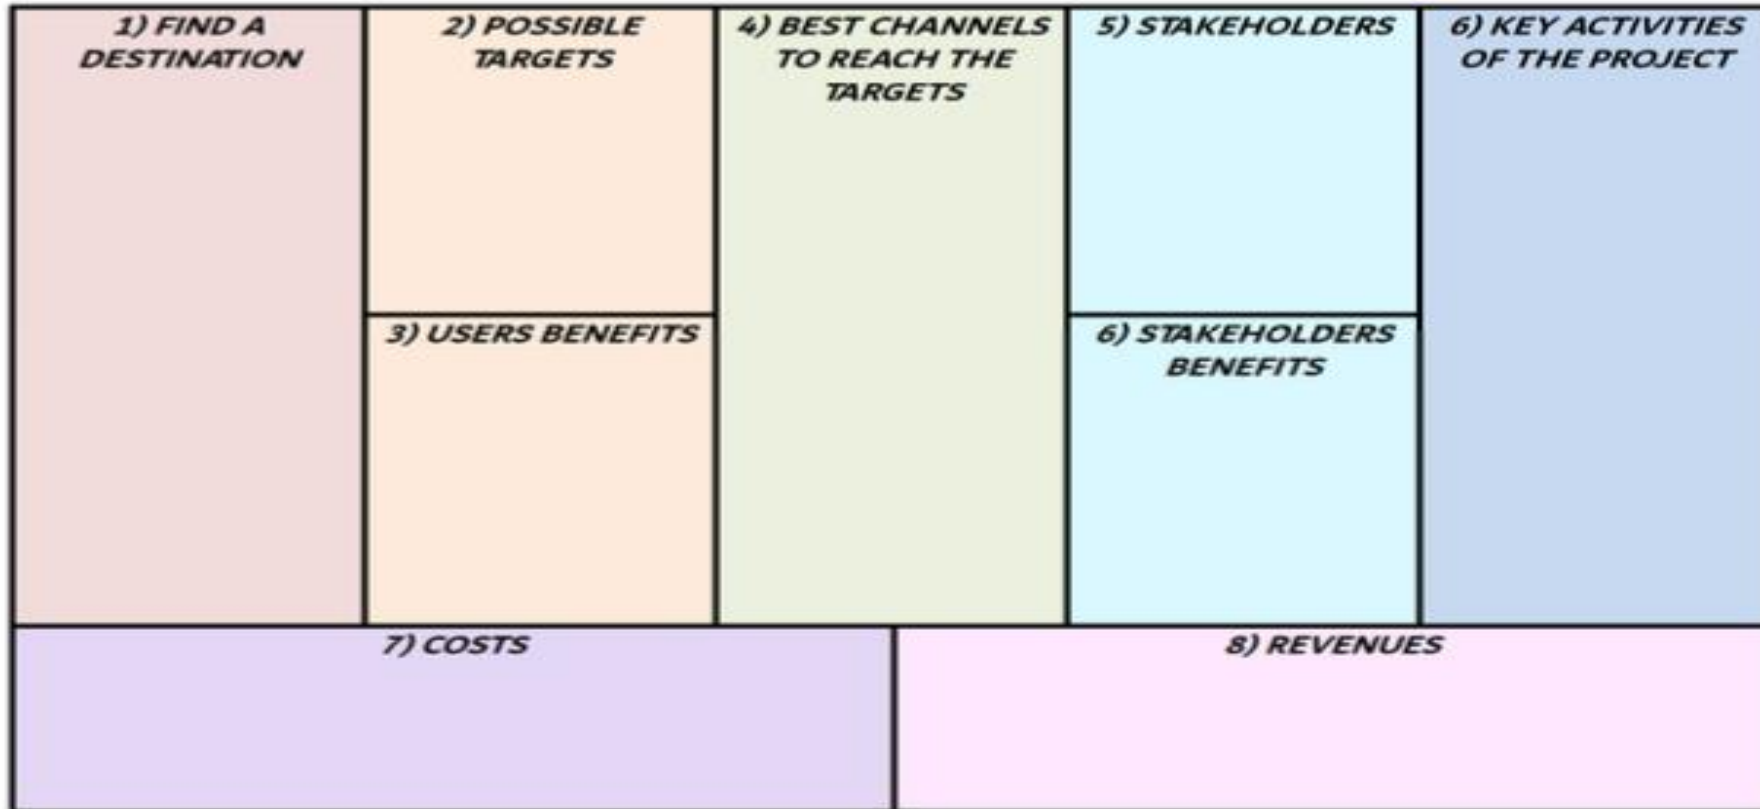 1) FIND A
DESTINATION
2) POSSIBLE
TARGETS
3) USERS BENEFITS
4) BEST CHANNELS
TO REACH THE
TARGETS
5) STAKEHOLDERS
6) STAKEHOLDERS
BENEFITS
6) KEY ACTIVITIES
OF THE PROJECT
7) COSTS
8) REVENUES